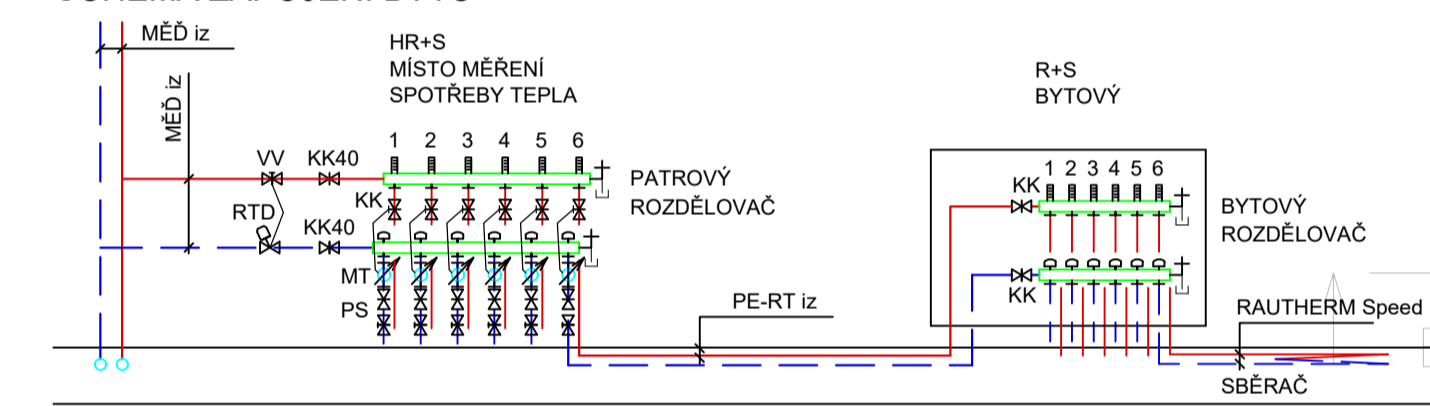 MĚĎ iz
MĚĎ iz
HR+S
MÍSTO MĚŘENÍ
SPOTŘEBY TEPLA
R+S
BYTOVÝ
1 2 3 4 5 6
VV KK40
KK
PATROVÝ
ROZDĚLOVAČ
RTD
KK40
MT
PS
1 2 3 4 5 6
KK
BYTOVÝ
ROZDĚLOVAČ
KK
PE-RT iz
RAUTHERM Speed
SBĚRAČ